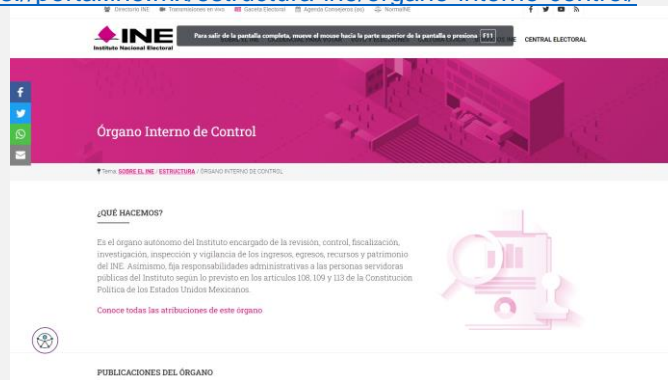 Directorio INE Transmisiones en vivo Gaceta Electoral Agenda Consejeros (as) NormaINE
INE
Instituto Nacional Electoral
Para salir de la pantalla completa, mueve el mouse hacia la parte superior de la pantalla o presiona F11
CENTRAL ELECTORAL
Órgano Interno de Control
Tema: SOBRE EL INE / ESTRUCTURA / ÓRGANO INTERNO DE CONTROL
¿QUÉ HACEMOS?
Es el órgano autónomo del Instituto encargado de la revisión, control, fiscalización,
investigación, inspección y vigilancia de los ingresos, egresos, recursos y patrimonio
del INE. Asimismo, fija responsabilidades administrativas a las personas servidoras
públicas del Instituto según lo previsto en los artículos 108, 109 y 113 de la Constitución
Política de los Estados Unidos Mexicanos.
Conoce todas las atribuciones de este órgano
PUBLICACIONES DEL ÓRGANO